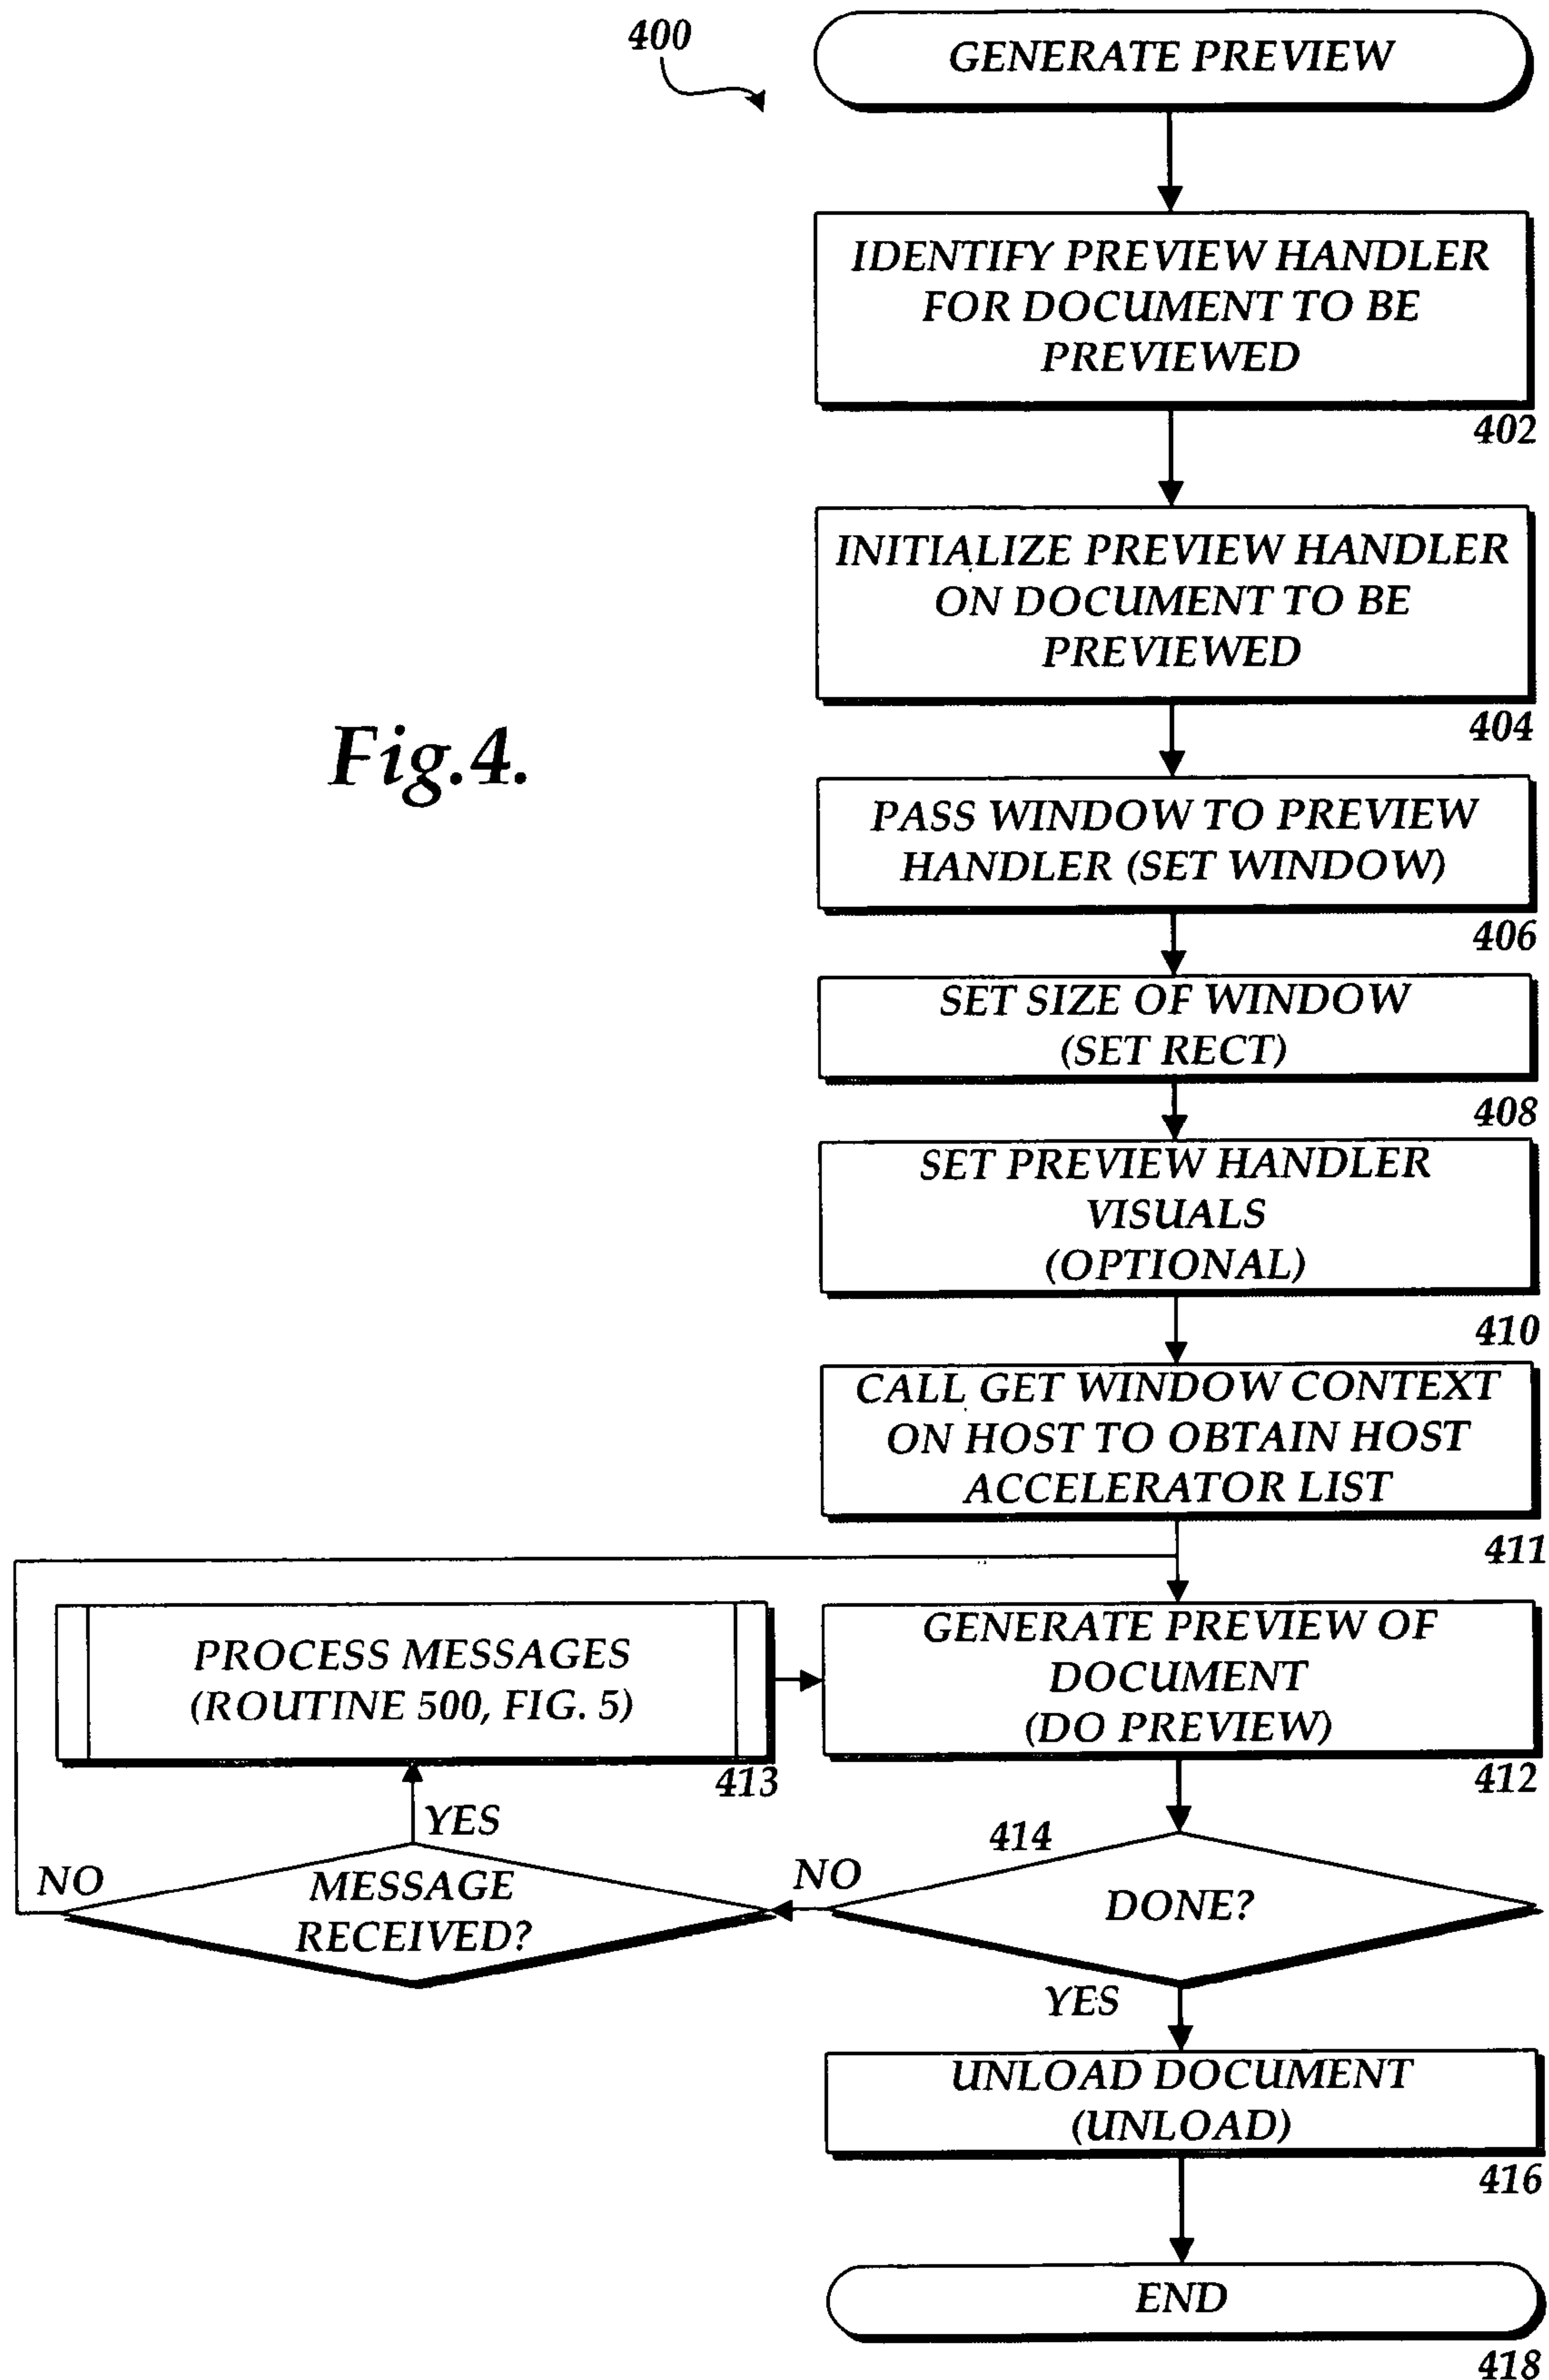 400
GENERATE PREVIEW
IDENTIFY PREVIEW HANDLER
FOR DOCUMENT TO BE
PREVIEWED
402
INITIALIZE PREVIEW HANDLER
ON DOCUMENT TO BE
PREVIEWED
404
Fig.4.
PASS WINDOW TO PREVIEW
HANDLER (SET WINDOW)
406
SET SIZE OF WINDOW
(SET RECT)
408
SET PREVIEW HANDLER
VISUALS
(OPTIONAL)
410
CALL GET WINDOW CONTEXT
ON HOST TO OBTAIN HOST
ACCELERATOR LIST
411
PROCESS MESSAGES
(ROUTINE 500, FIG. 5)
413
GENERATE PREVIEW OF
DOCUMENT
(DO PREVIEW)
412
YES
NO
MESSAGE
RECEIVED?
NO
414
DONE?
YES
UNLOAD DOCUMENT
(UNLOAD)
416
END
418